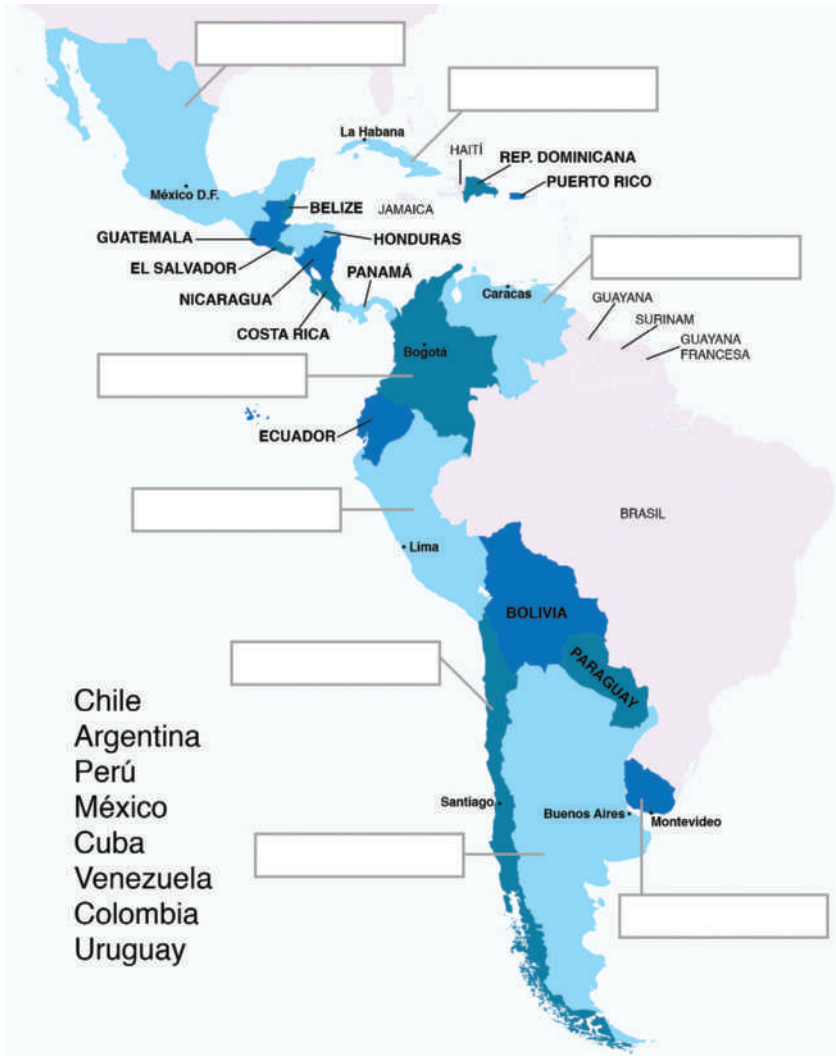 La Habana
HAITÍ
REP. DOMINICANA
PUERTO RICO
México D.F.
BELIZE
JAMAICA
GUATEMALA
HONDURAS
EL SALVADOR
PANAMÁ
NICARAGUA
Caracas
GUAYANA
COSTA RICA
SURINAM
GUAYANA
FRANCESA
Bogotá
ECUADOR
BRASIL
Lima
BOLIVIA
PARAGUAY
Santiago
Buenos Aires
Montevideo
Chile
Argentina
Perú
México
Cuba
Venezuela
Colombia
Uruguay